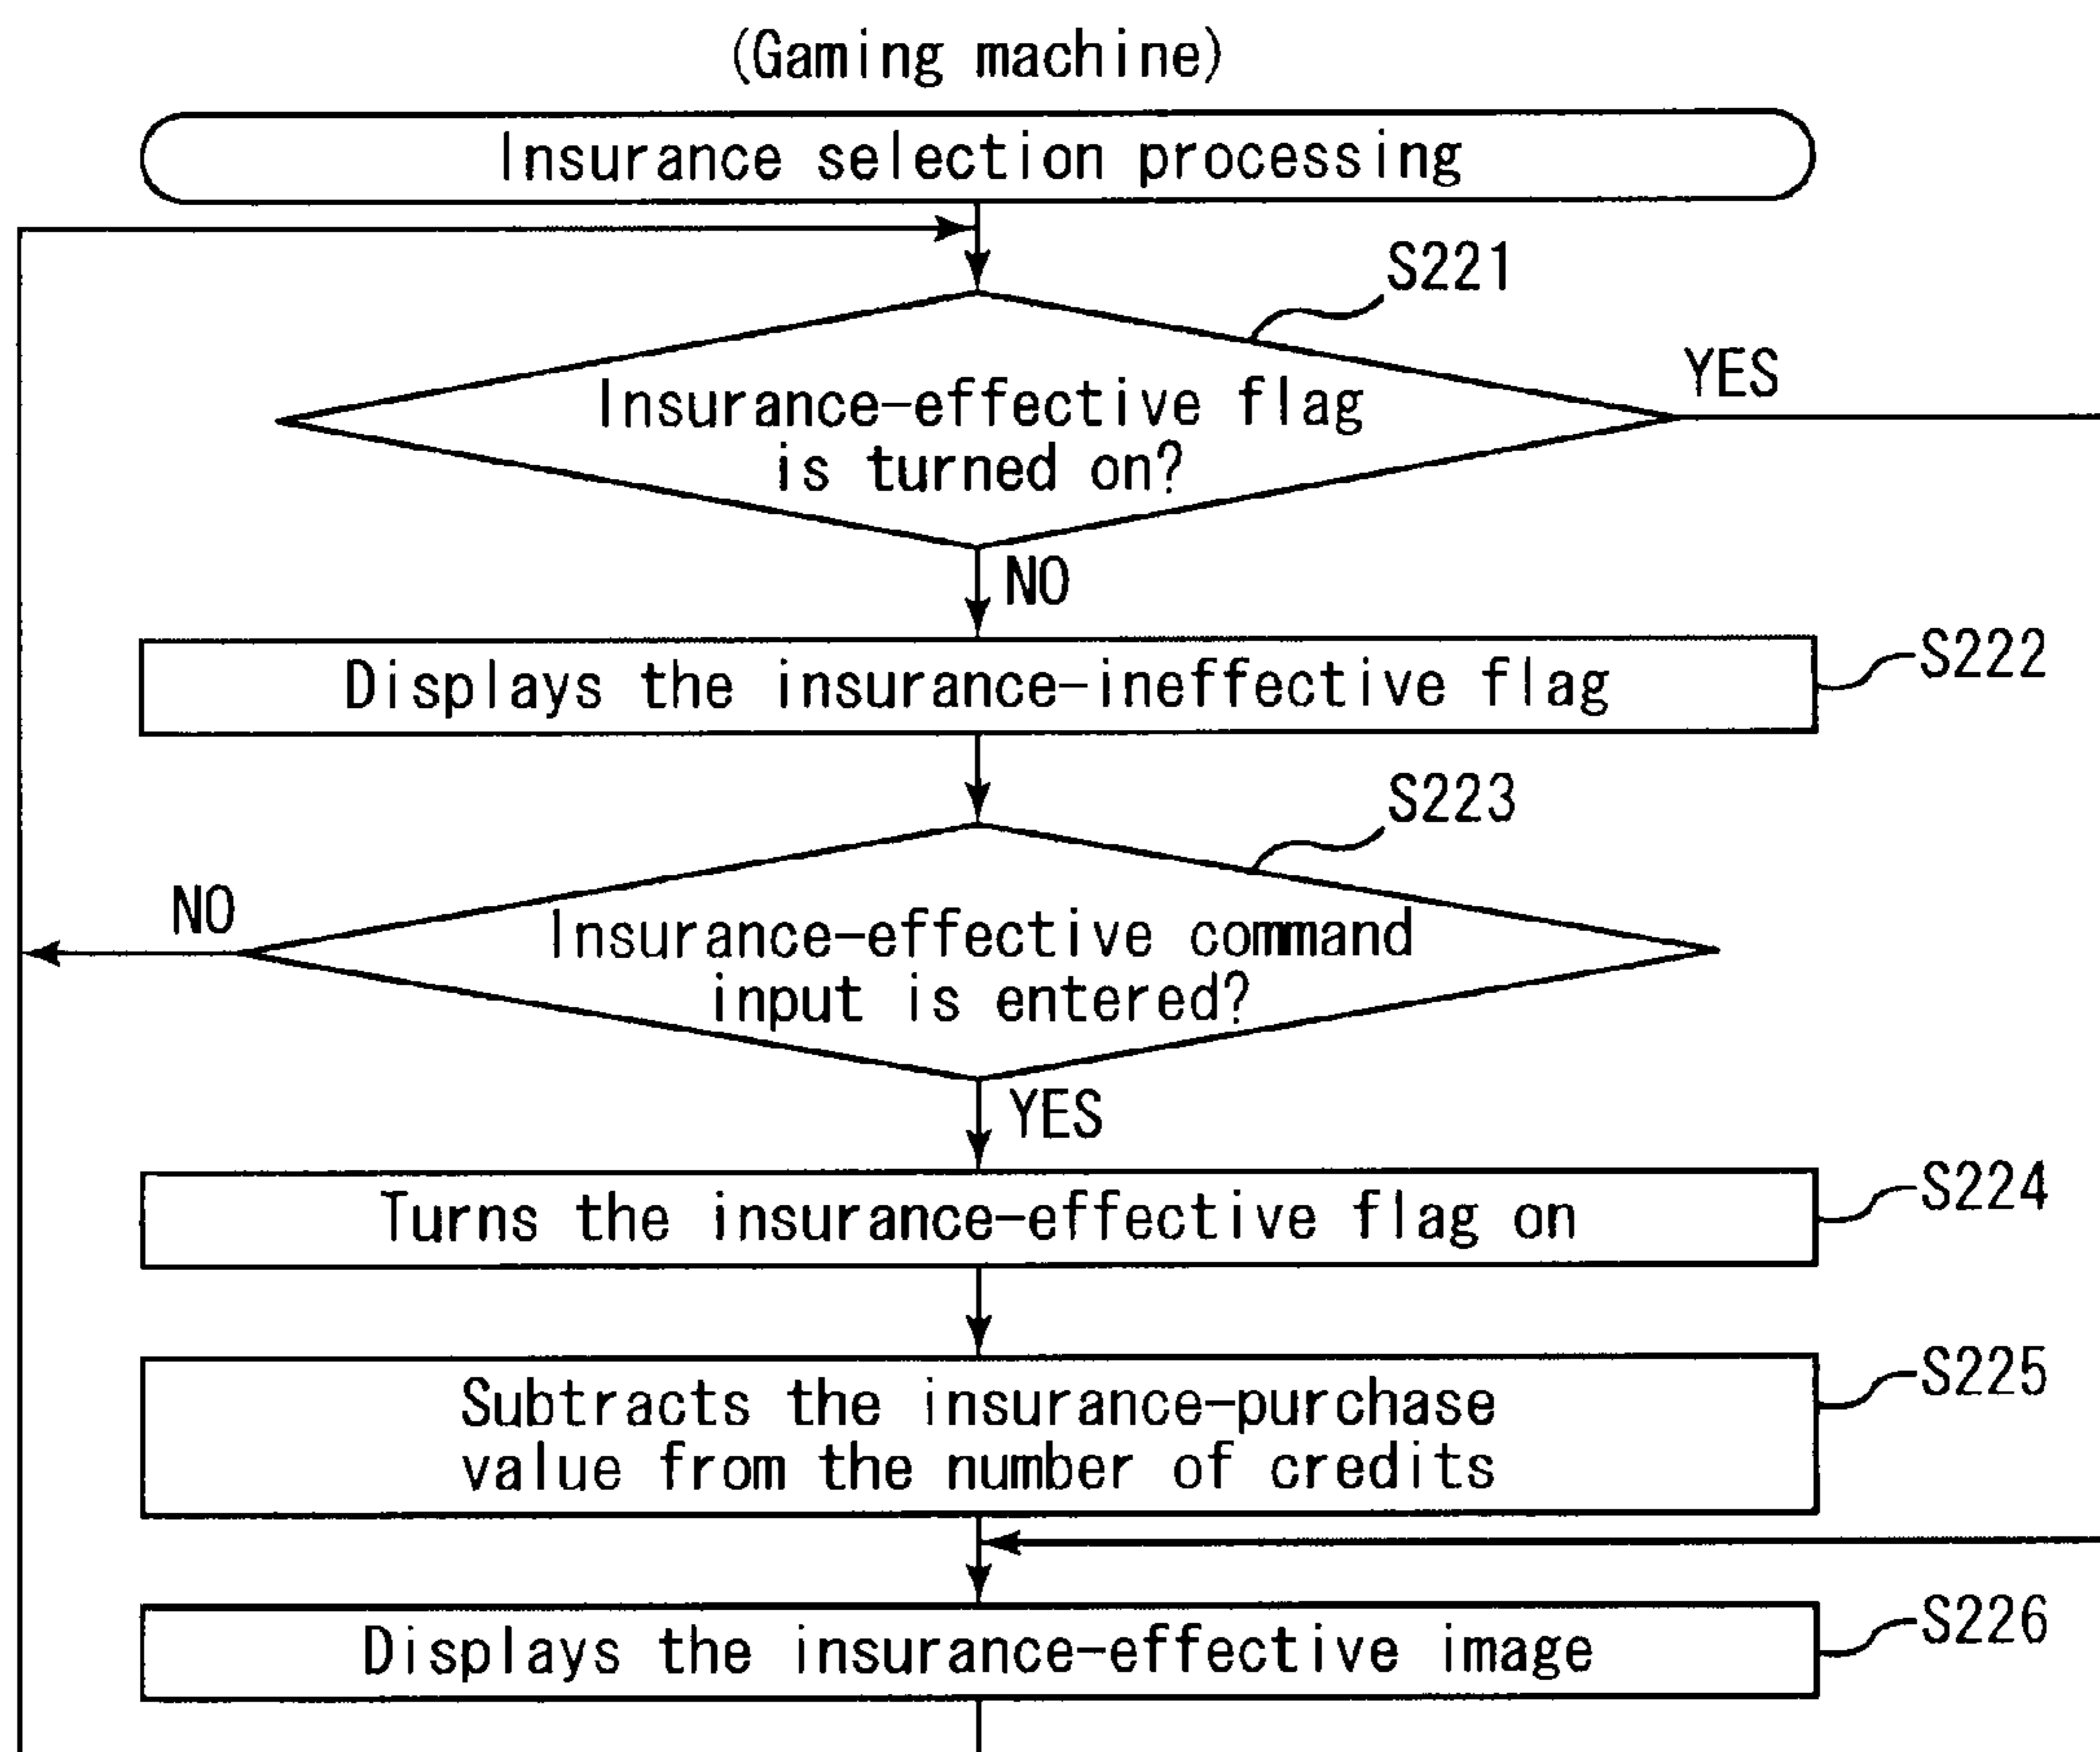 (Gaming machine)
Insurance selection processing
S221
Insurance-effective flag
is turned on?
YES
NO
Displays the insurance-ineffective flag
S222
S223
NO
Insurance-effective command
input is entered?
YES
Turns the insurance-effective flag on
S224
Subtracts the insurance-purchase
value from the number of credits
S225
Displays the insurance-effective image
S226